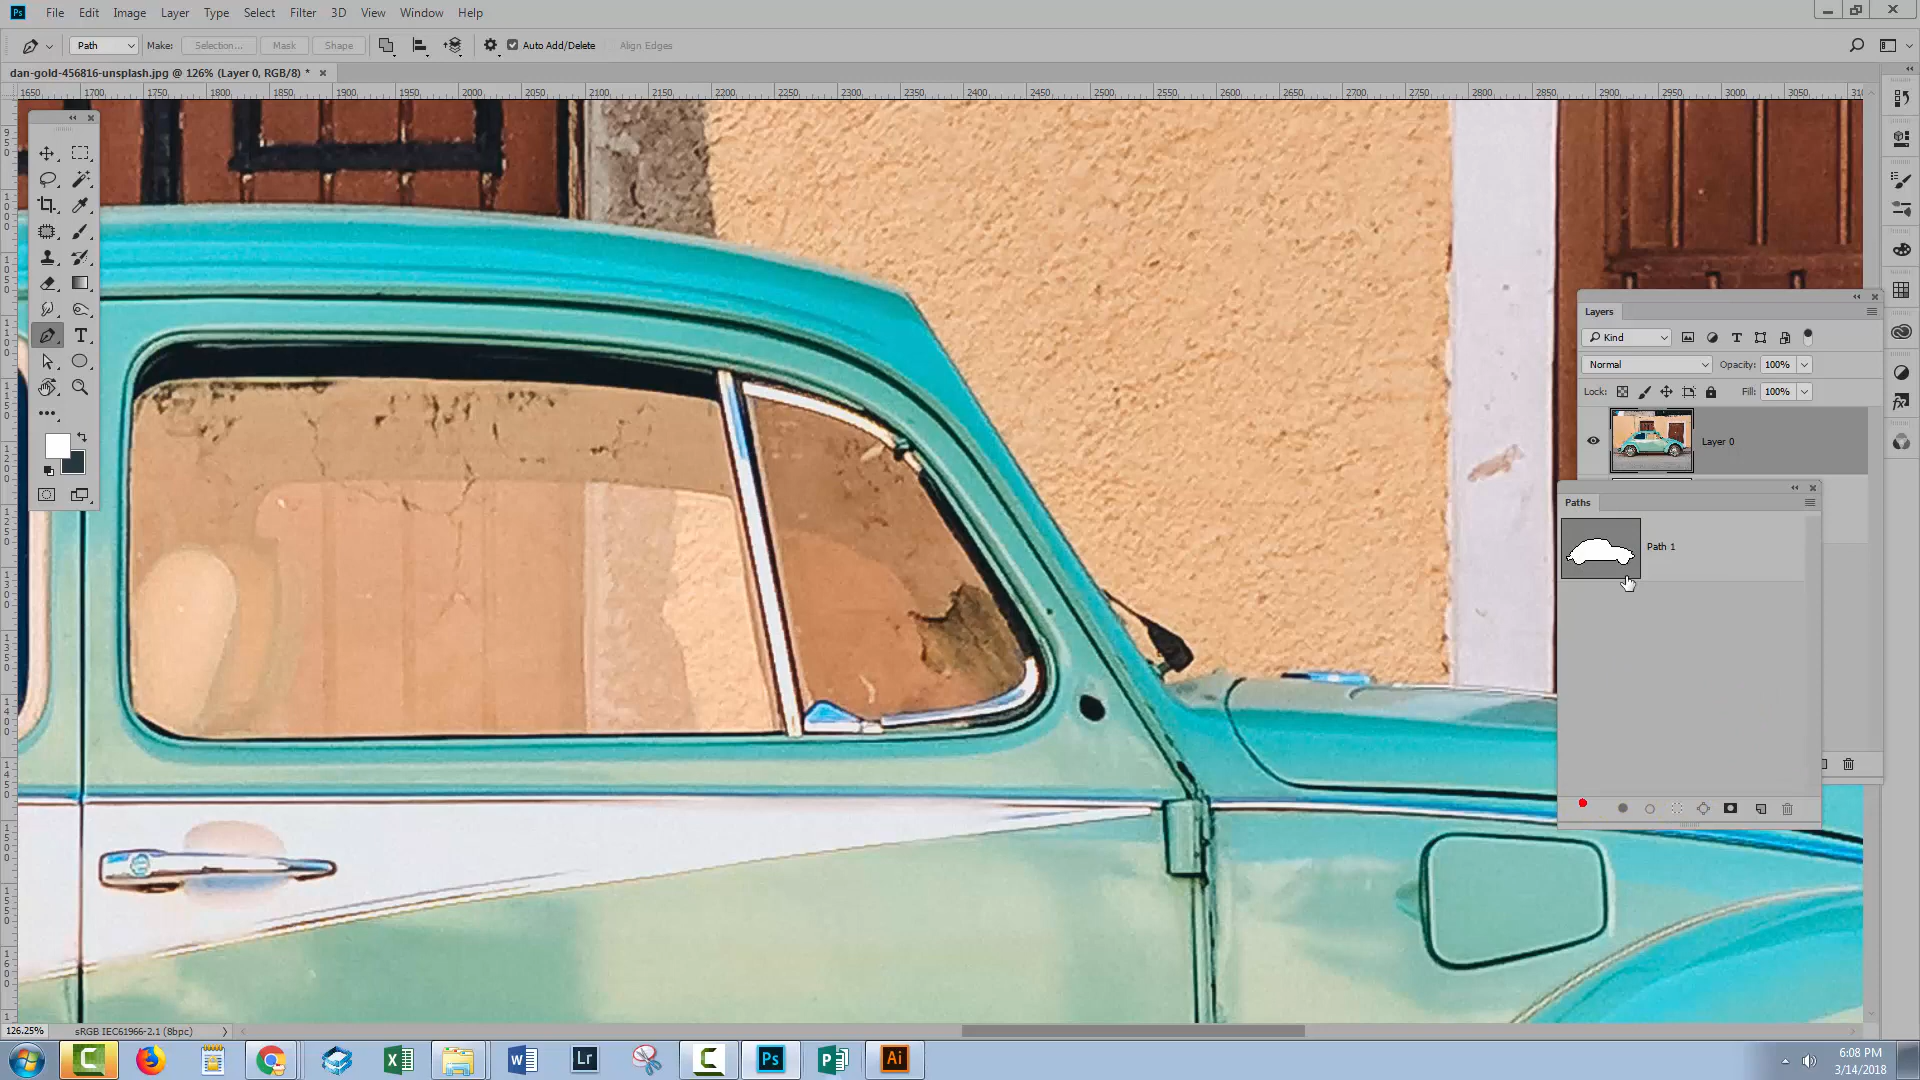 Ps File Edit Image Layer Type Select Filter 3D View Window Help
Path Make: Selection... Mask Shape Auto Add/Delete Align Edges
dan-gold-456816-unsplash.jpg @ 126% (Layer 0, RGB/8) * ×
1650 1700 1750 1800 1850 1900 1950 2000 2050 2100 2150 2200 2250 2300 2350 2400 2450 2500 2550 2600 2650 2700 2750 2800 2850 2900 2950 3000 3050
Layers
Kind
Normal Opacity: 100%
Lock: Fill: 100%
Layer 0
Paths
Path 1
126.25% sRGB IEC61966-2.1 (8bpc)
Lr Ps Ai
6:08 PM
3/14/2018